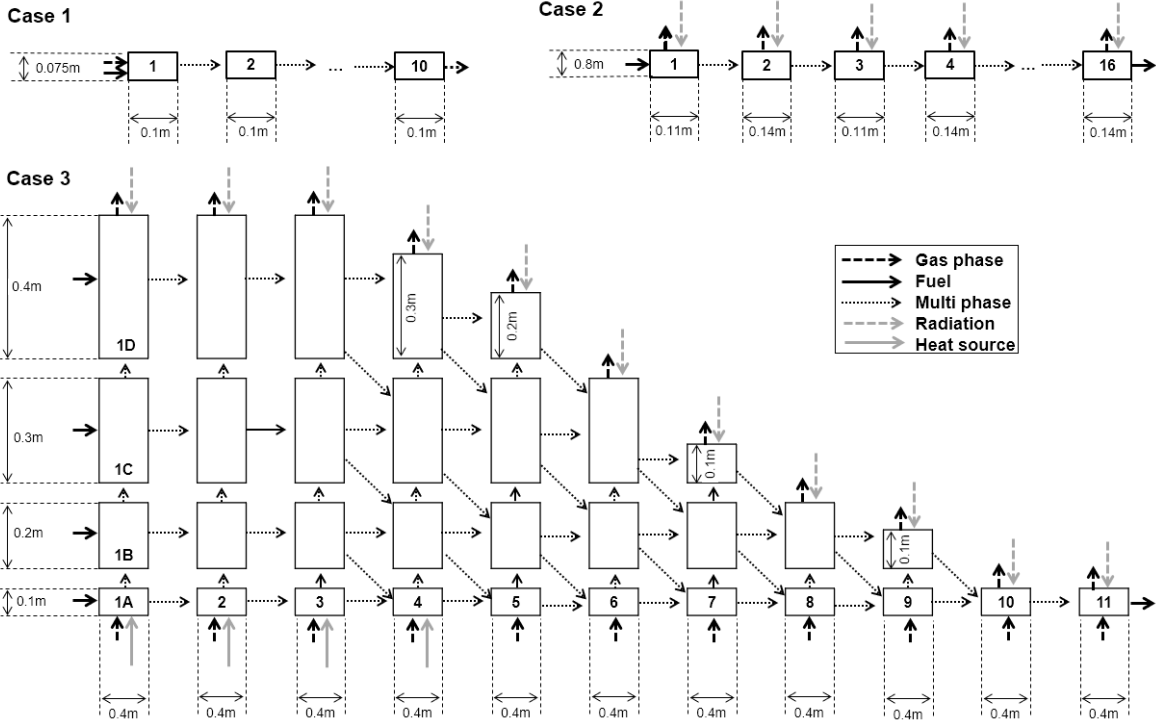 Case 1
0.075m
1
2
...
10
0.1m
0.1m
0.1m
Case 2
0.8m
1
2
3
4
...
16
0.11m
0.14m
0.11m
0.14m
0.14m
Case 3
0.4m
1D
0.3m
0.2m
0.3m
1C
0.1m
0.2m
1B
0.1m
0.1m
1A
2
3
4
5
6
7
8
9
10
11
0.4m
0.4m
0.4m
0.4m
0.4m
0.4m
0.4m
0.4m
0.4m
0.4m
0.4m
Gas phase
Fuel
Multi phase
Radiation
Heat source